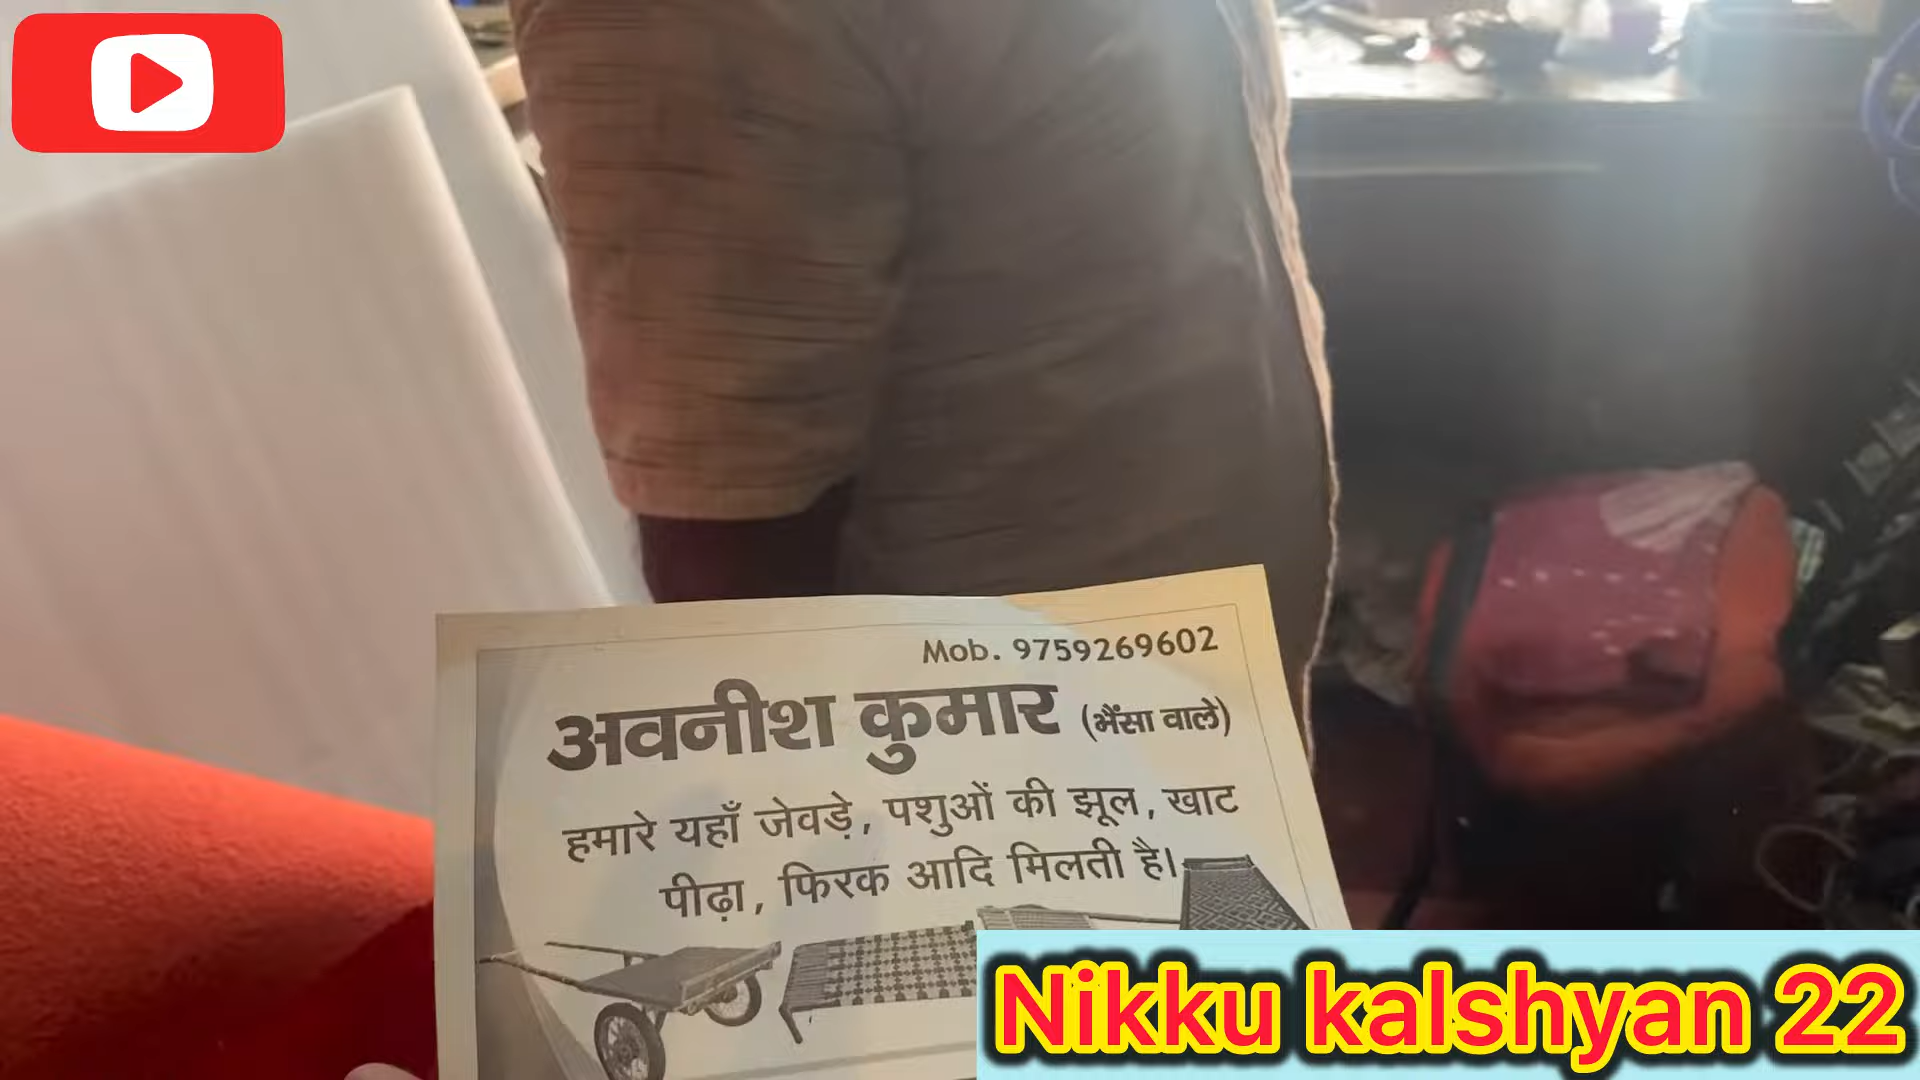 Mob. 9759269602
अवनीश कुमार (भैंसा वाले)
हमारे यहाँ जेवड़े, पशुओं की झूल, खाट
पीढ़ा, फिरक आदि मिलती है।
Nikku kalshyan 22